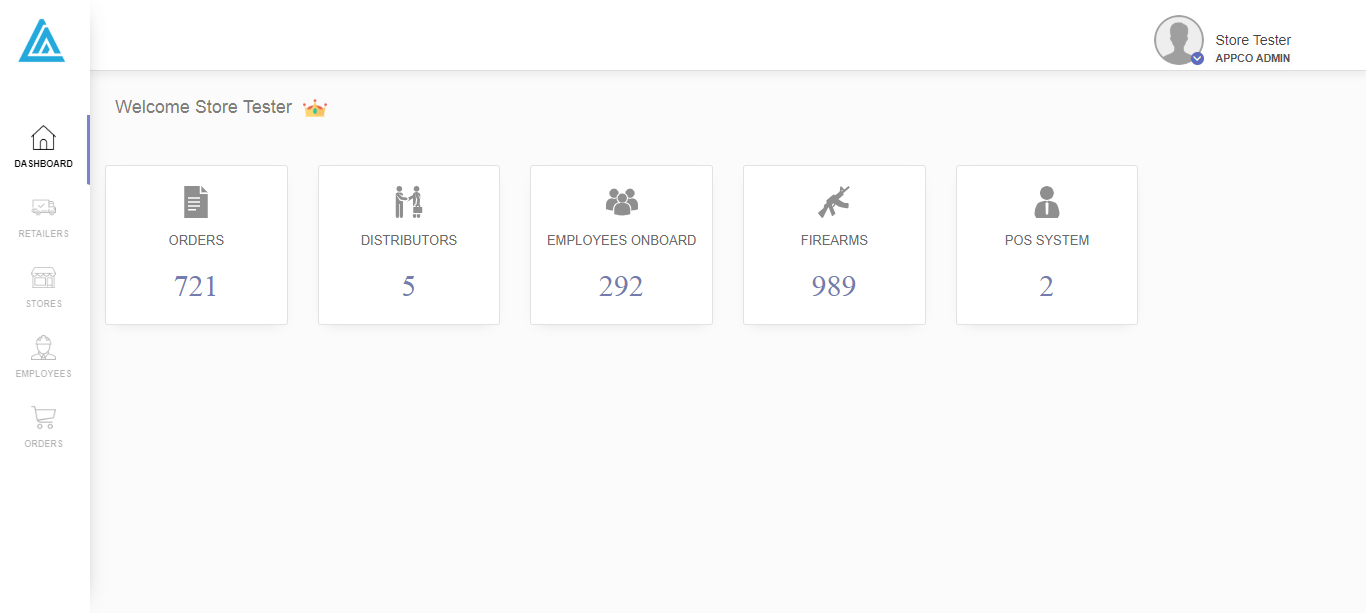 Store Tester
APPCO ADMIN
Welcome Store Tester
DASHBOARD
RETAILERS
STORES
EMPLOYEES
ORDERS
ORDERS
721
DISTRIBUTORS
5
EMPLOYEES ONBOARD
292
FIREARMS
989
POS SYSTEM
2